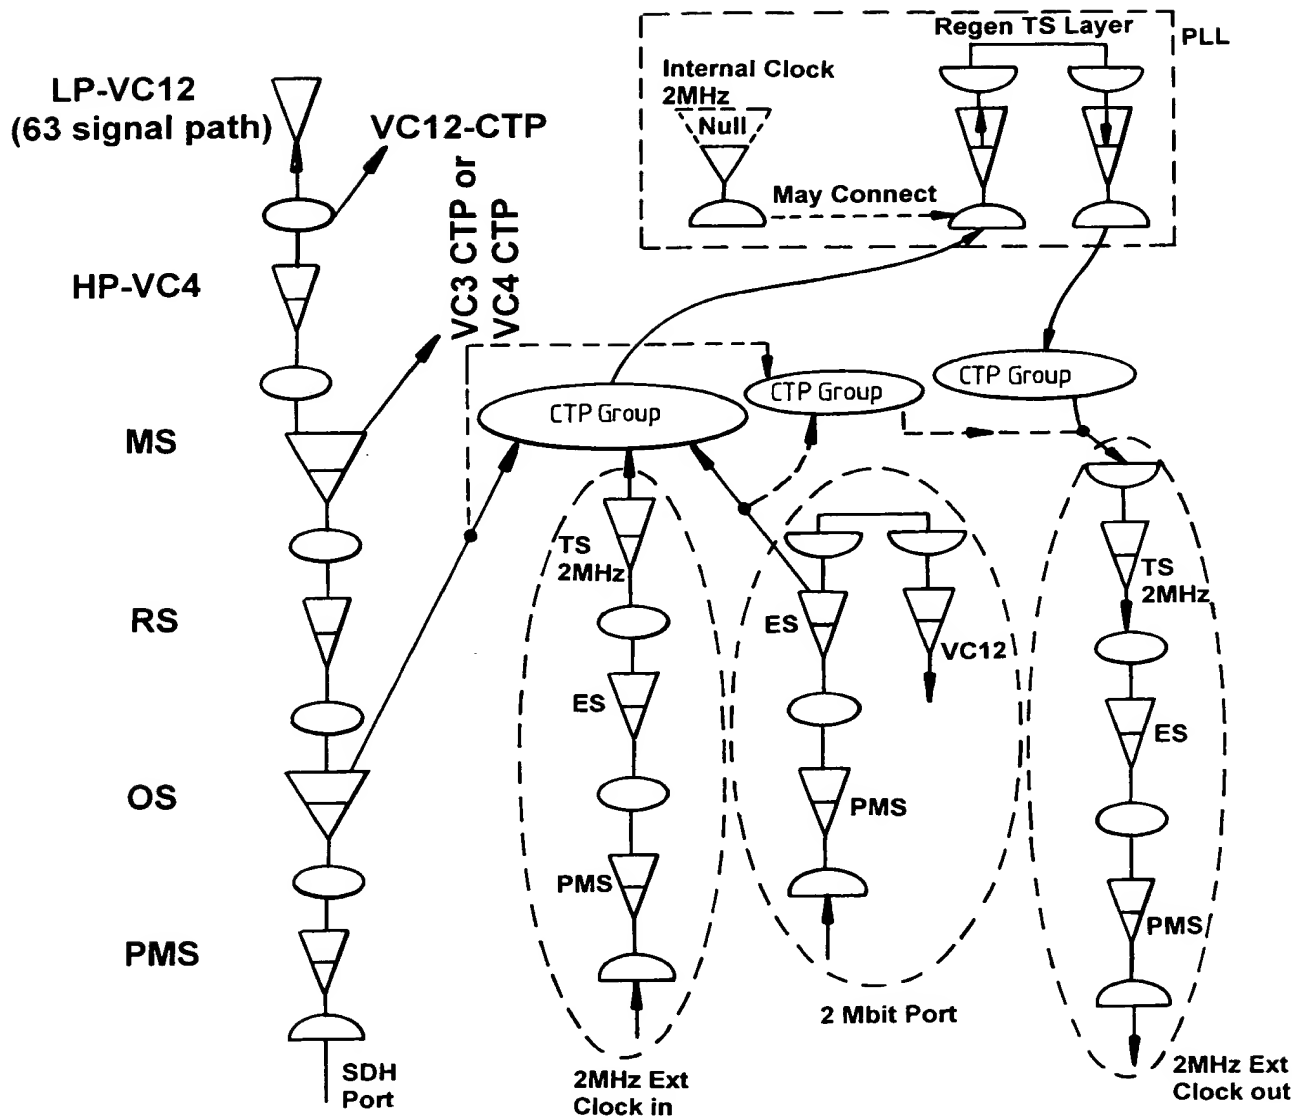 Regen TS Layer
PLL
Internal Clock
2MHz
Null
May Connect
LP-VC12
(63 signal path)
VC12-CTP
VC3 CTP or
VC4 CTP
HP-VC4
MS
RS
OS
PMS
SDH
Port
CTP Group
CTP Group
CTP Group
TS
2MHz
ES
PMS
2MHz Ext
Clock in
ES
VC12
PMS
2 Mbit Port
TS
2MHz
ES
PMS
2MHz Ext
Clock out